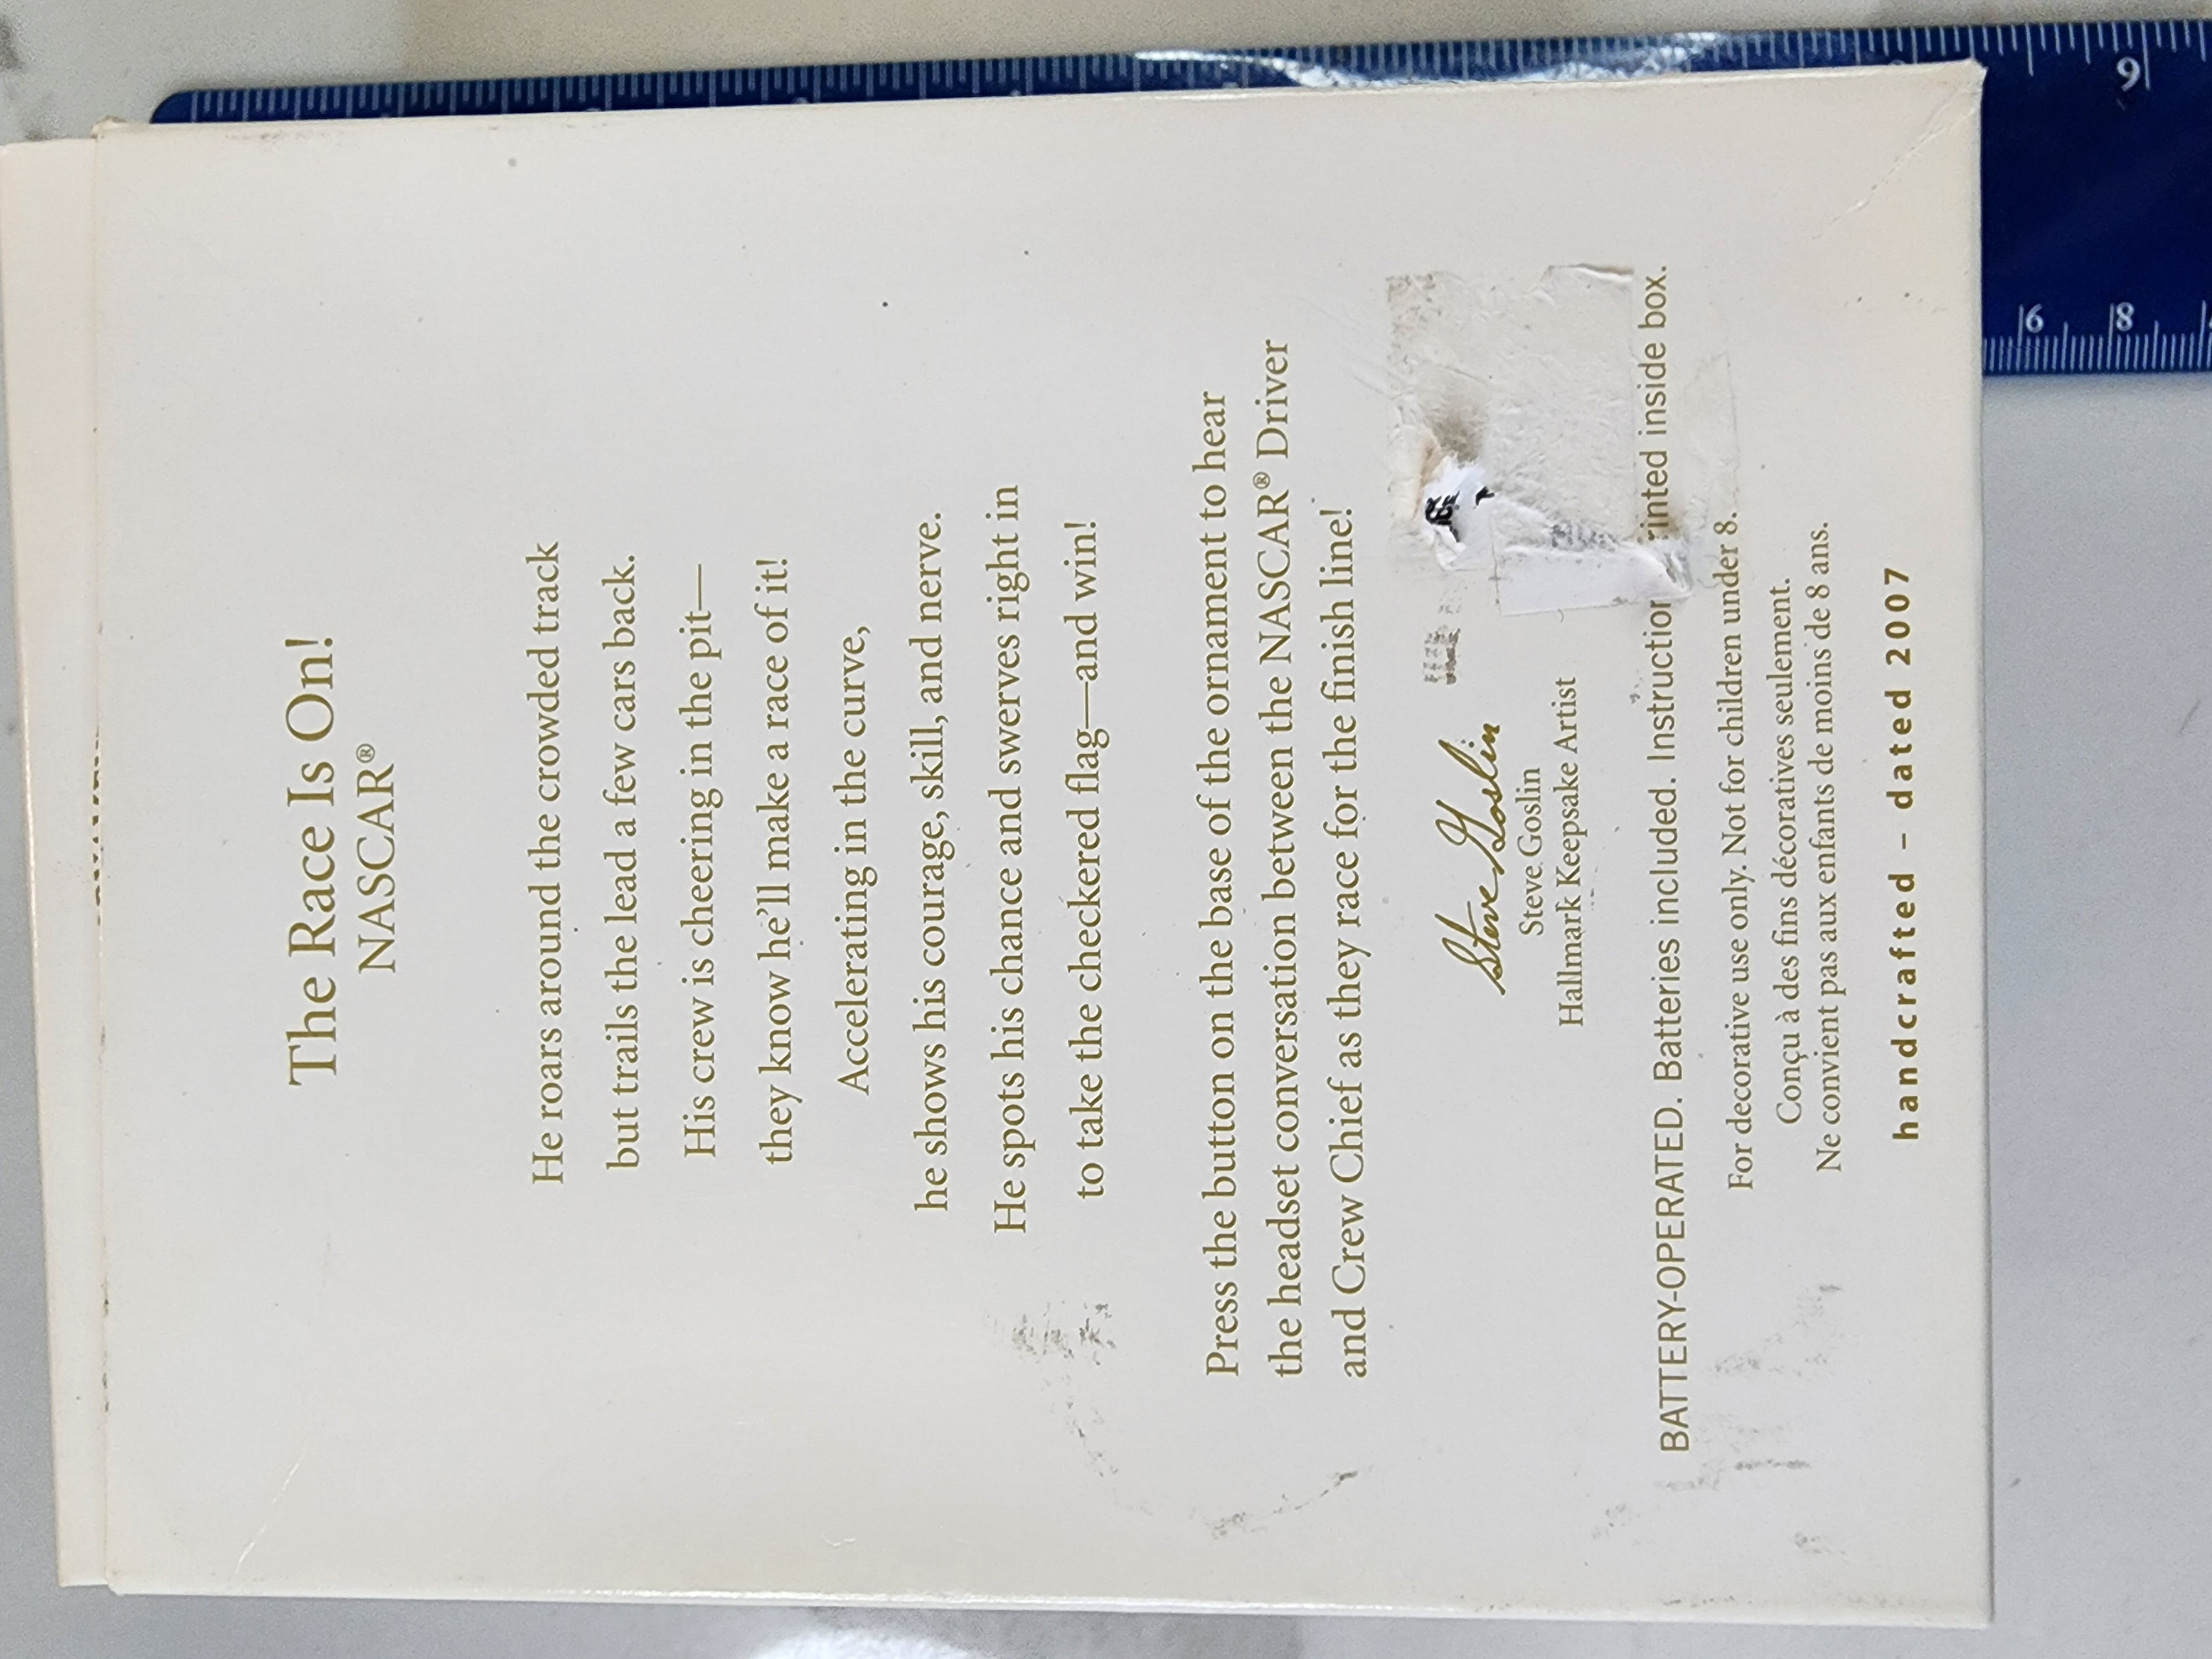 The Race Is On!
NASCAR®
He roars around the crowded track
but trails the lead a few cars back.
His crew is cheering in the pit—
they know he'll make a race of it!
Accelerating in the curve,
he shows his courage, skill, and nerve.
He spots his chance and swerves right in
to take the checkered flag—and win!
Press the button on the base of the ornament to hear
the headset conversation between the NASCAR® Driver
and Crew Chief as they race for the finish line!
Steve Goslin
Steve Goslin
Hallmark Keepsake Artist
BATTERY-OPERATED. Batteries included. Instruction rinted inside box.
For decorative use only. Not for children under 8.
Conçu à des fins décoratives seulement.
Ne convient pas aux enfants de moins de 8 ans.
handcrafted – dated 2007
6
6
8